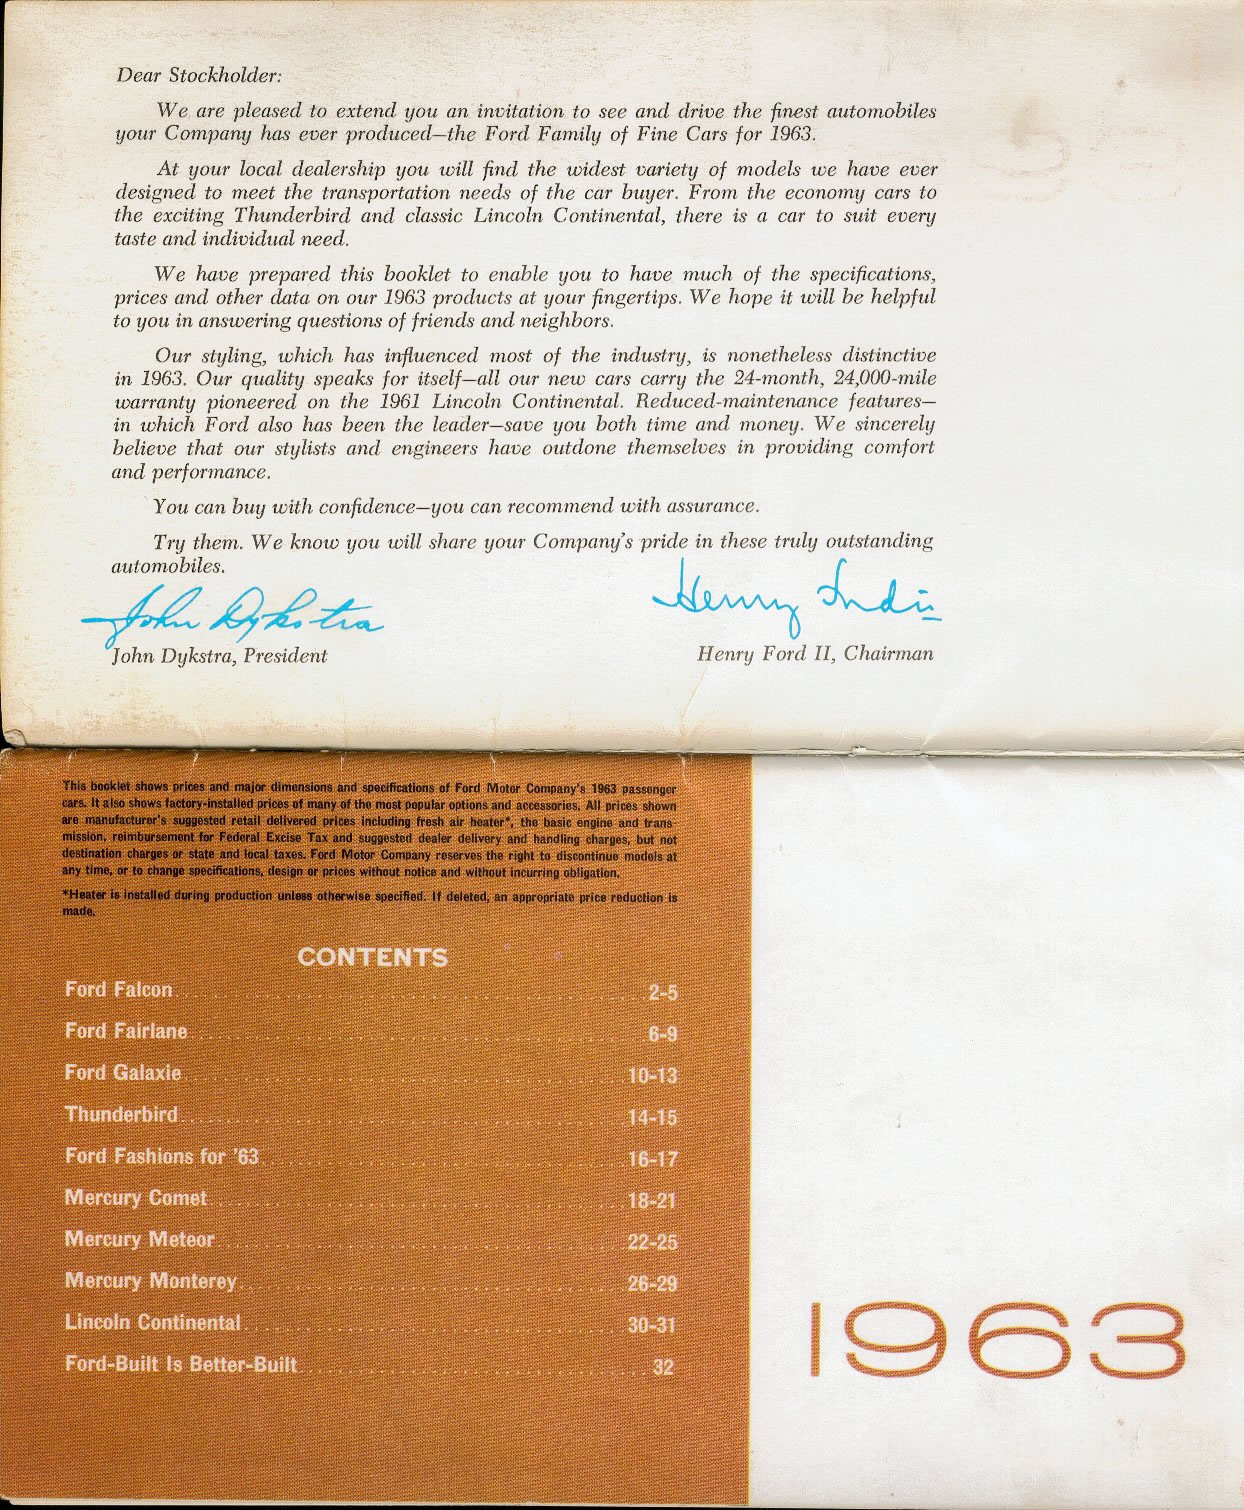 Dear Stockholder:
We are pleased to extend you an invitation to see and drive the finest automobiles
your Company has ever produced—the Ford Family of Fine Cars for 1963.
At your local dealership you will find the widest variety of models we have ever
designed to meet the transportation needs of the car buyer. From the economy cars to
the exciting Thunderbird and classic Lincoln Continental, there is a car to suit every
taste and individual need.
We have prepared this booklet to enable you to have much of the specifications,
prices and other data on our 1963 products at your fingertips. We hope it will be helpful
to you in answering questions of friends and neighbors.
Our styling, which has influenced most of the industry, is nonetheless distinctive
in 1963. Our quality speaks for itself—all our new cars carry the 24-month, 24,000-mile
warranty pioneered on the 1961 Lincoln Continental. Reduced-maintenance features—
in which Ford also has been the leader—save you both time and money. We sincerely
believe that our stylists and engineers have outdone themselves in providing comfort
and performance.
You can buy with confidence—you can recommend with assurance.
Try them. We know you will share your Company's pride in these truly outstanding
automobiles.
John Dykstra Henry Ford II
John Dykstra, President Henry Ford II, Chairman
This booklet shows prices and major dimensions and specifications of Ford Motor Company's 1963 passenger
cars. It also shows factory-installed prices of many of the most popular options and accessories. All prices shown
are manufacturer's suggested retail delivered prices including fresh air heater*, the basic engine and trans-
mission, reimbursement for Federal Excise Tax and suggested dealer delivery and handling charges, but not
destination charges or state and local taxes. Ford Motor Company reserves the right to discontinue models at
any time, or to change specifications, design or prices without notice and without incurring obligation.
*Heater is installed during production unless otherwise specified. If deleted, an appropriate price reduction is
made.
CONTENTS
Ford Falcon 2-5
Ford Fairlane 6-9
Ford Galaxie 10-13
Thunderbird 14-15
Ford Fashions for '63 16-17
Mercury Comet 18-21
Mercury Meteor 22-25
Mercury Monterey 26-29
Lincoln Continental 30-31
Ford-Built Is Better-Built 32
1963